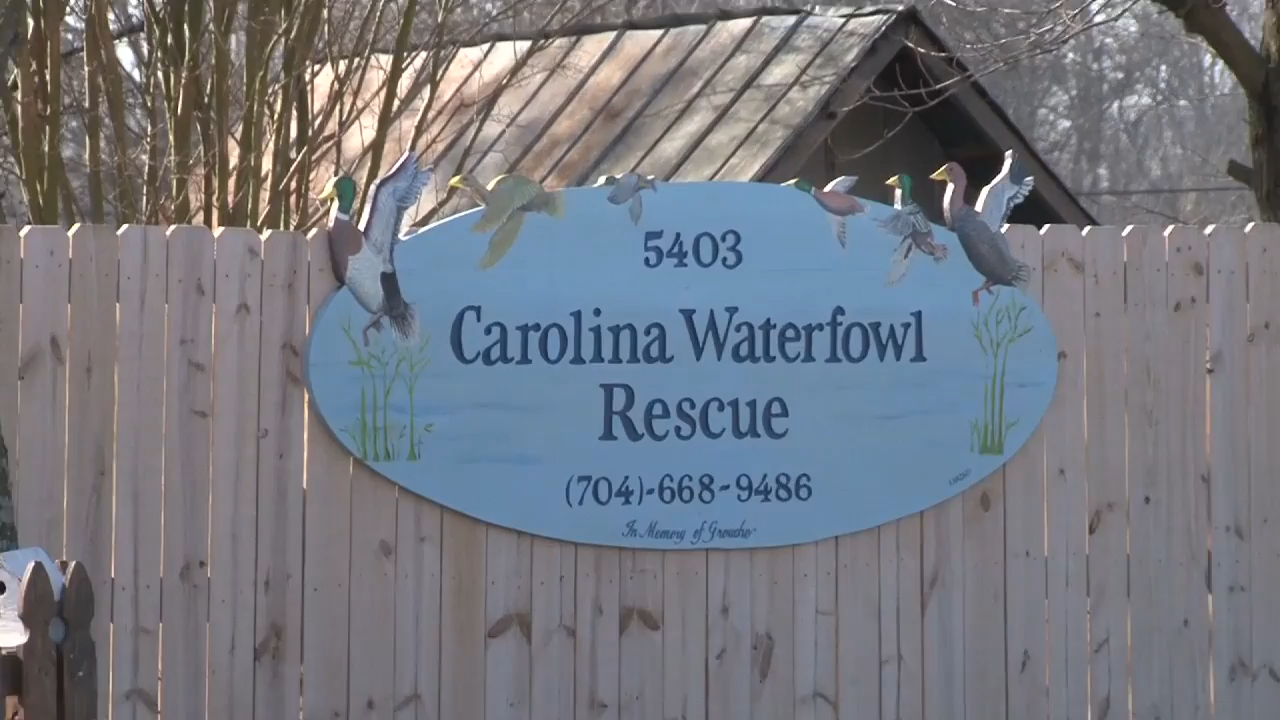 5403
Carolina Waterfowl
Rescue
(704)-668-9486
In Memory of Groucho